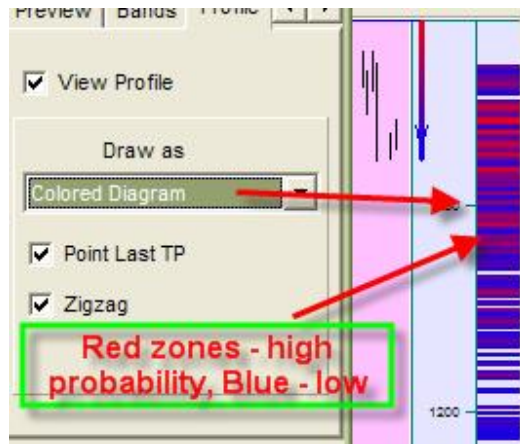 Preview
Bands
Profile
View Profile
Draw as
Colored Diagram
Point Last TP
Zigzag
Red zones - high
probability, Blue - low
1200